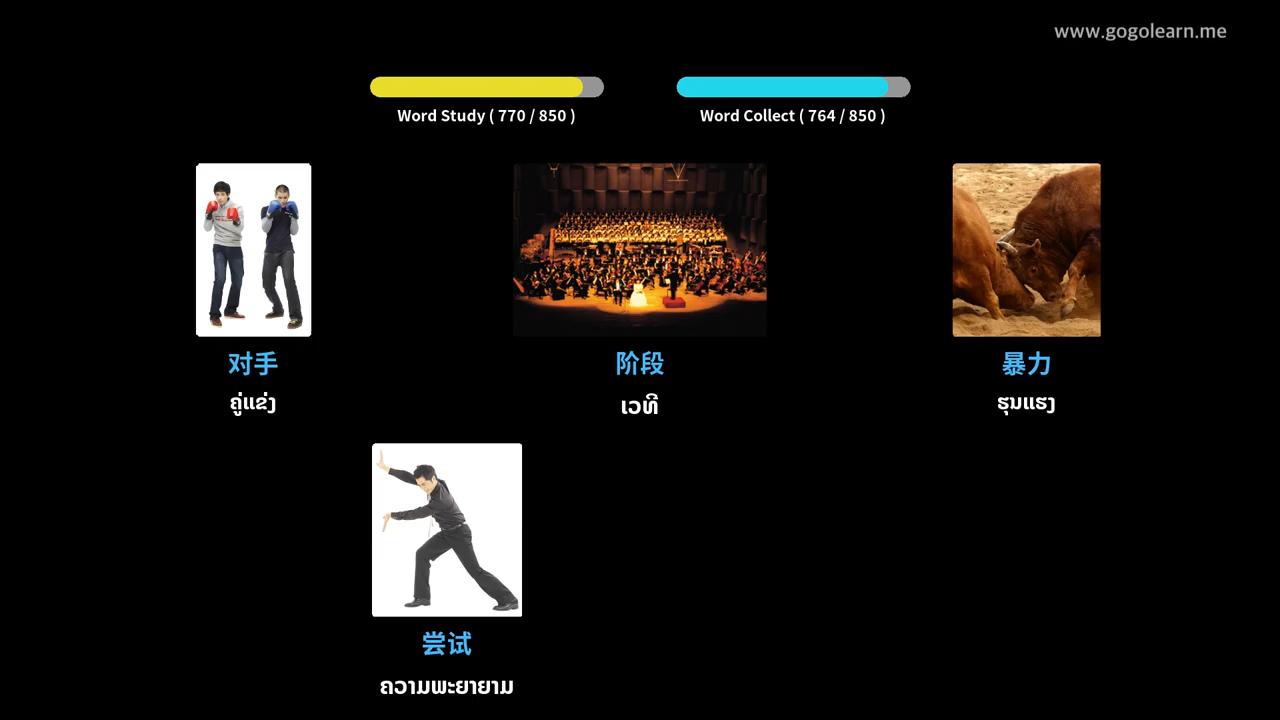 www.gogolearn.me
Word Study ( 770 / 850 )
Word Collect ( 764 / 850 )
对手
阶段
暴力
ຄູ່ແຂ່ງ
ເວທີ
ຮຸນແຮງ
尝试
ຄວາມພະຍາຍາມ